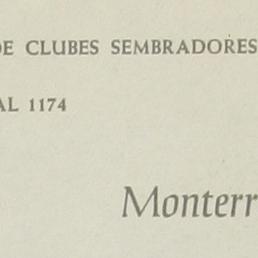 DE CLUBES SEMBRADORES
AL 1174
Monterr